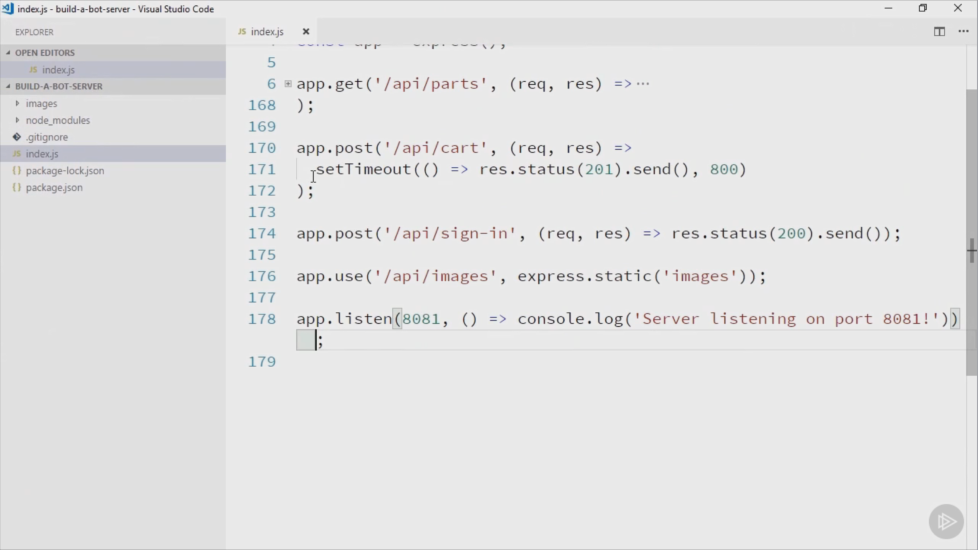 index.js - build-a-bot-server - Visual Studio Code
EXPLORER
OPEN EDITORS
JS index.js
BUILD-A-BOT-SERVER
images
node_modules
.gitignore
JS index.js
package-lock.json
package.json
JS index.js
const app = express();
5
6 app.get('/api/parts', (req, res) =>···
168 );
169
170 app.post('/api/cart', (req, res) =>
171 setTimeout(() => res.status(201).send(), 800)
172 );
173
174 app.post('/api/sign-in', (req, res) => res.status(200).send());
175
176 app.use('/api/images', express.static('images'));
177
178 app.listen(8081, () => console.log('Server listening on port 8081!'))
;
179